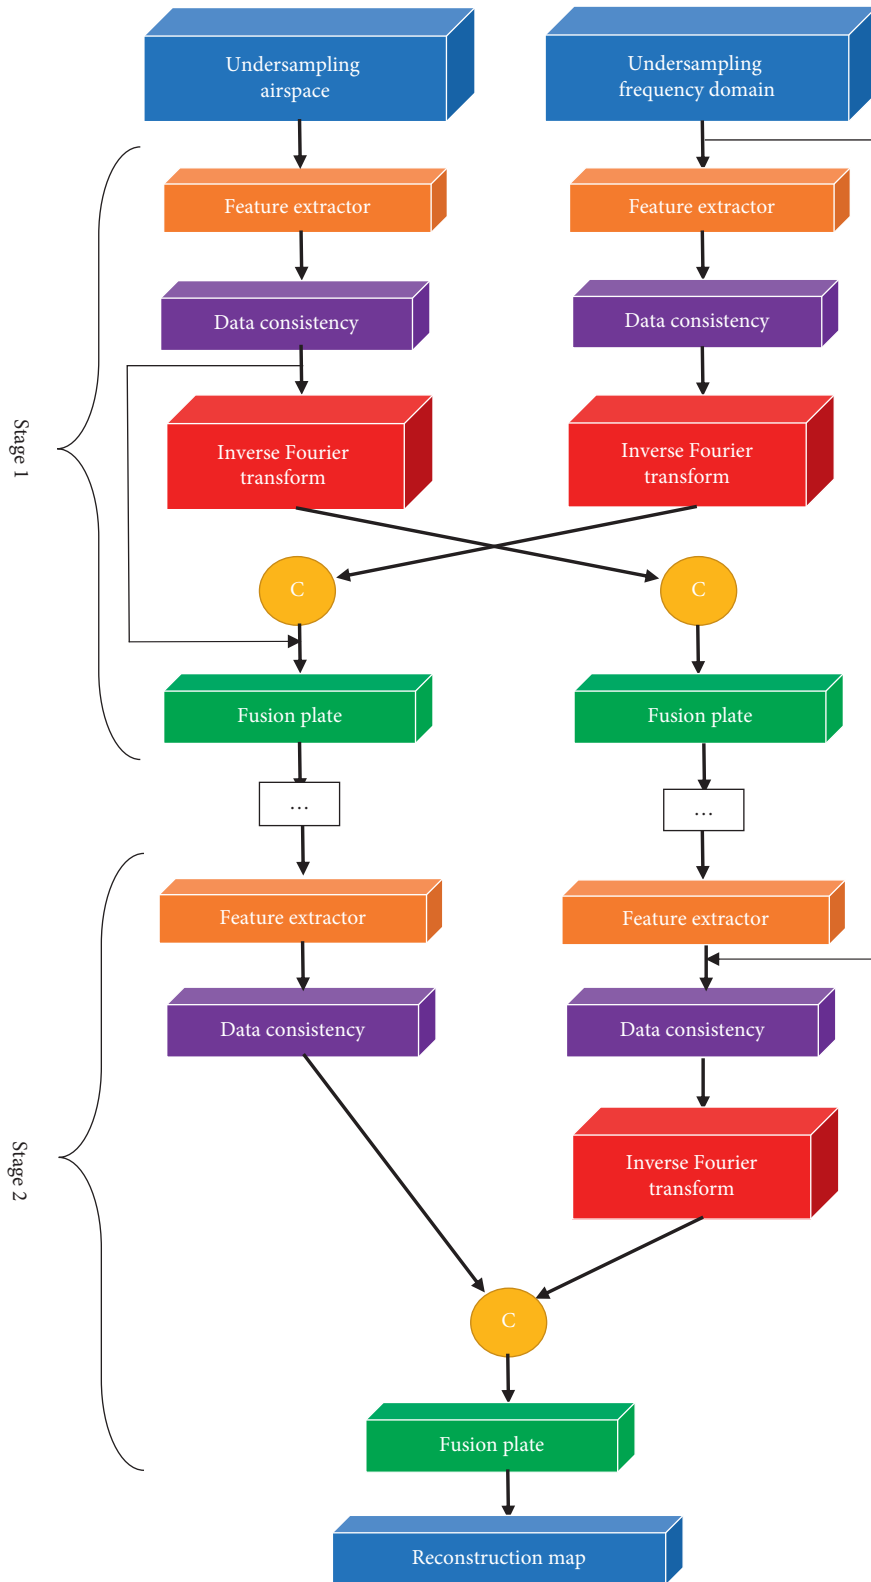 Undersampling
airspace
Undersampling
frequency domain
Feature extractor
Feature extractor
Data consistency
Data consistency
Inverse Fourier
transform
Inverse Fourier
transform
Stage 1
C
C
Fusion plate
Fusion plate
...
...
Feature extractor
Feature extractor
Data consistency
Data consistency
Stage 2
Inverse Fourier
transform
C
Fusion plate
Reconstruction map